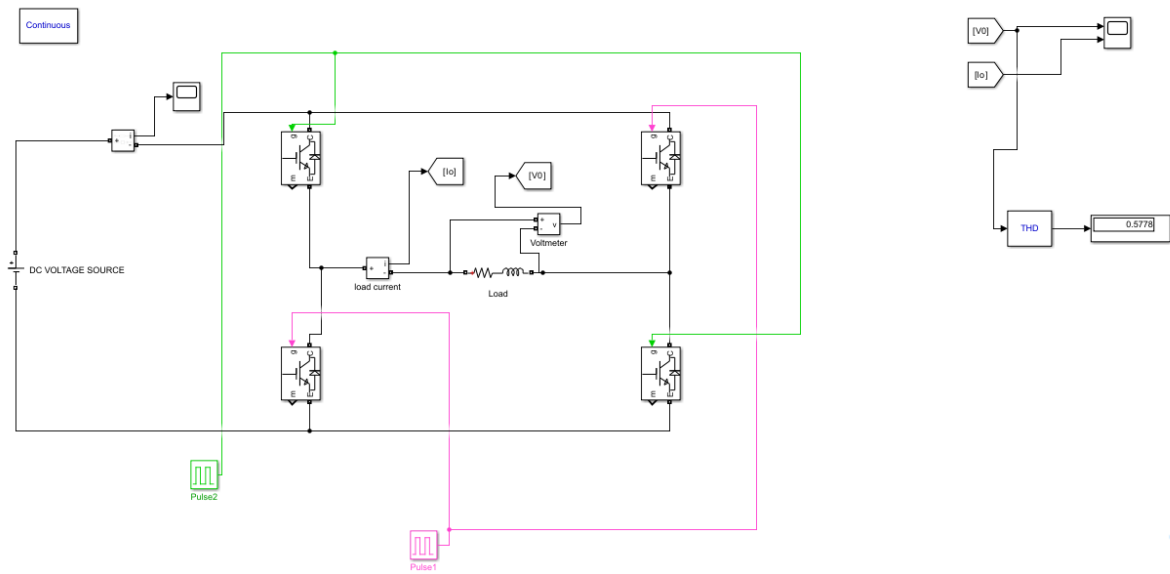 Continuous
[V0]
[Io]
i
+
-
g
C
m
E
g
C
m
E
[Io]
[V0]
+
-
v
Voltmeter
THD
0.5778
+
DC VOLTAGE SOURCE
i
+
-
load current
Load
g
C
m
E
g
C
m
E
Pulse2
Pulse1